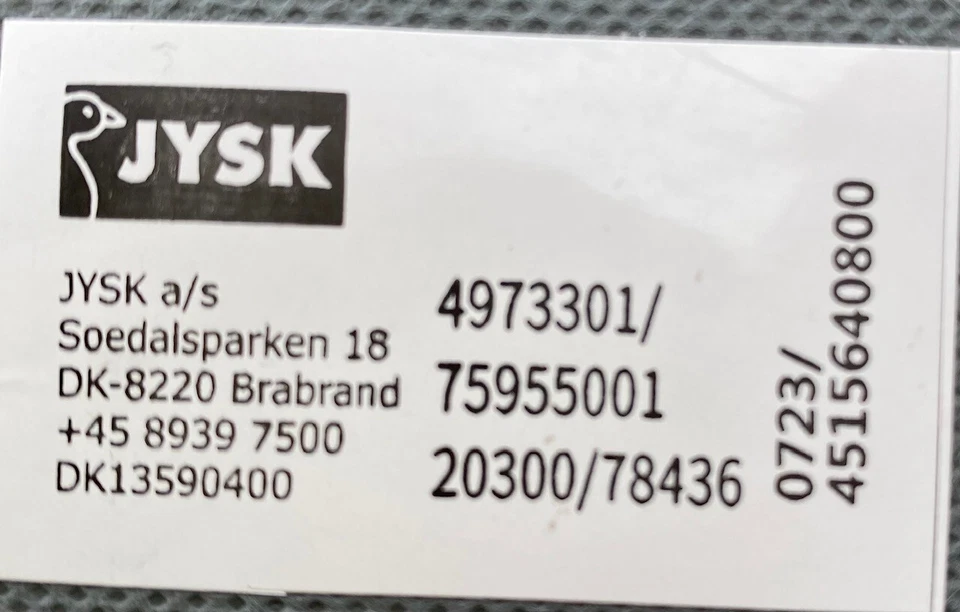 JYSK
JYSK a/s
Soedalsparken 18
DK-8220 Brabrand
+45 8939 7500
DK13590400
4973301/
75955001
20300/78436
0723/
4515640800